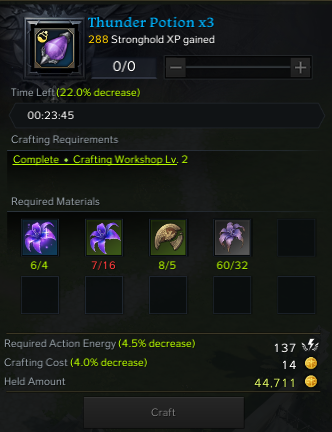 Thunder Potion x3
288 Stronghold XP gained
0/0
Time Left (22.0% decrease)
00:23:45
Crafting Requirements
Complete • Crafting Workshop Lv. 2
Required Materials
6/4 7/16 8/5 60/32
Required Action Energy (4.5% decrease) 137
Crafting Cost (4.0% decrease) 14
Held Amount 44,711
Craft